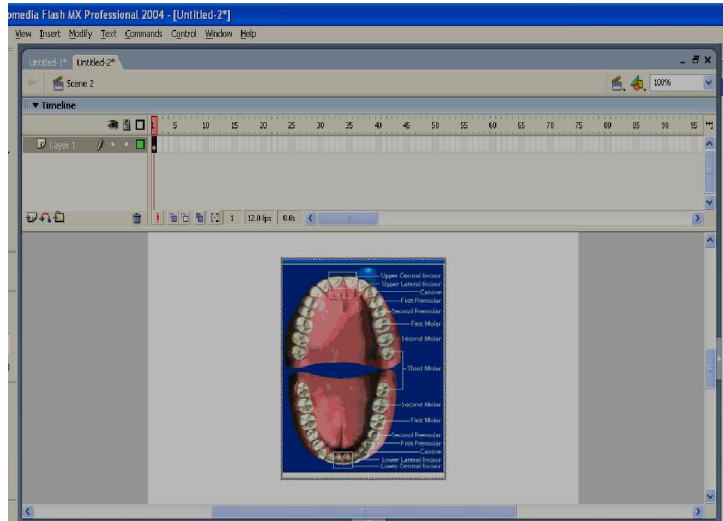 omedia Flash MX Professional 2004 - [Untitled-2*]
View Insert Modify Text Commands Control Window Help
Untitled-1* Untitled-2*
Scene 2 100%
Timeline
1 5 10 15 20 25 30 35 40 45 50 55 60 65 70 75 80 85 90 95
Layer 1
1 12.0 fps 0.0s
Upper Central Incisor
Upper Lateral Incisor
Canine
First Premolar
Second Premolar
First Molar
Second Molar
Third Molar
Second Molar
First Molar
Second Premolar
First Premolar
Canine
Lower Lateral Incisor
Lower Central Incisor